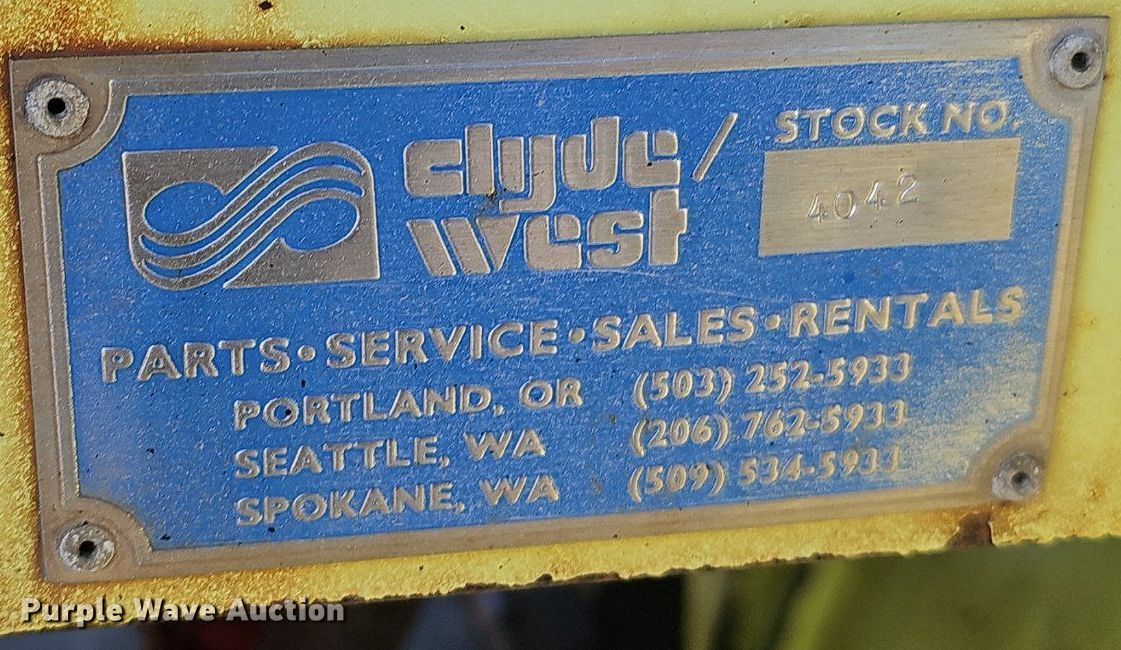 clyde/
west
STOCK NO.
4042
PARTS•SERVICE•SALES•RENTALS
PORTLAND, OR (503) 252-5933
SEATTLE, WA (206) 762-5933
SPOKANE, WA (509) 534-5933
Purple Wave Auction